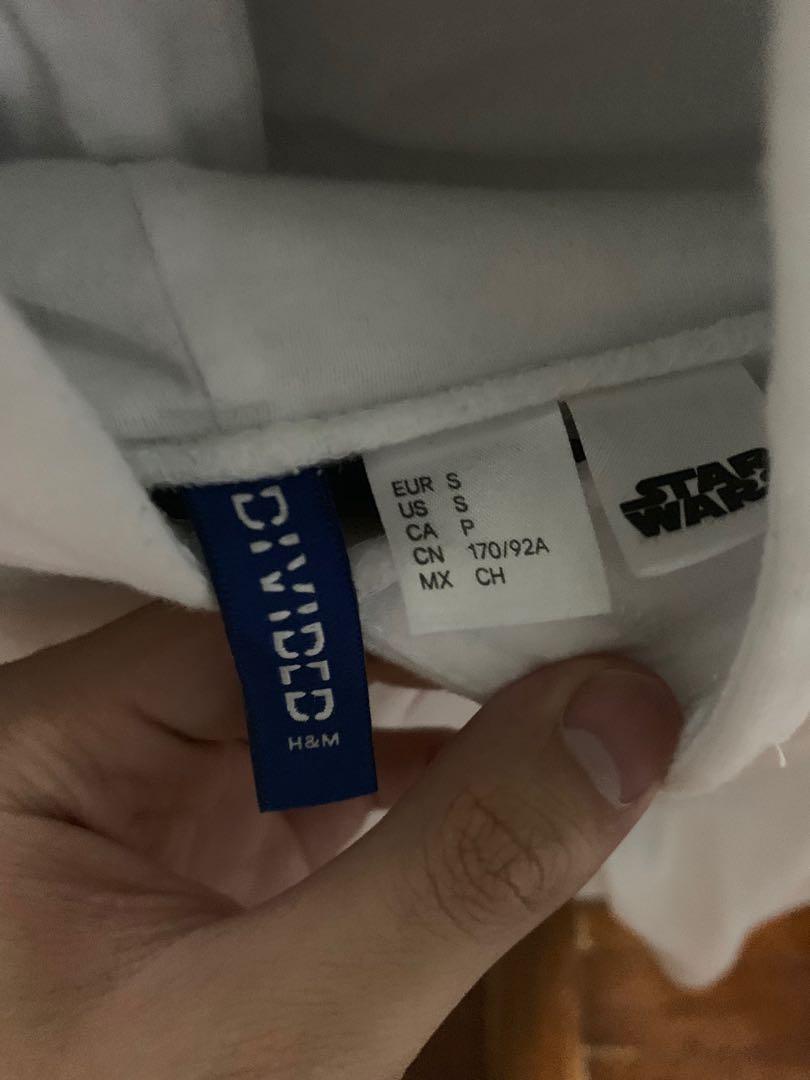 DIVIDED
H&M
EUR S
US S
CA P
CN 170/92A
MX CH
STAR
WARS